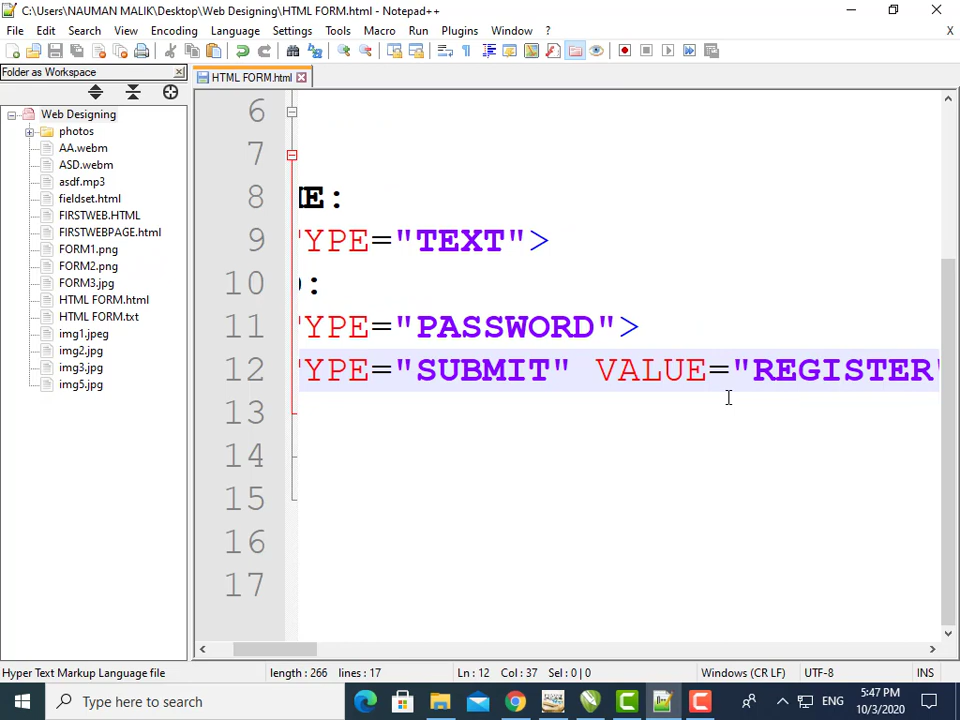 C:\Users\NAUMAN MALIK\Desktop\Web Designing\HTML FORM.html - Notepad++
File Edit Search View Encoding Language Settings Tools Macro Run Plugins Window ? X
Folder as Workspace
HTML FORM.html
Web Designing
photos
AA.webm
ASD.webm
asdf.mp3
fieldset.html
FIRSTWEB.HTML
FIRSTWEBPAGE.html
FORM1.png
FORM2.png
FORM3.jpg
HTML FORM.html
HTML FORM.txt
img1.jpeg
img2.jpg
img3.jpg
img5.jpg
6
7
8 ME:
9 TYPE="TEXT">
10 D:
11 TYPE="PASSWORD">
12 TYPE="SUBMIT" VALUE="REGISTER"
13
14
15
16
17
Hyper Text Markup Language file length : 266 lines : 17 Ln : 12 Col : 37 Sel : 0 | 0 Windows (CR LF) UTF-8 INS
Type here to search
ENG
5:47 PM
10/3/2020